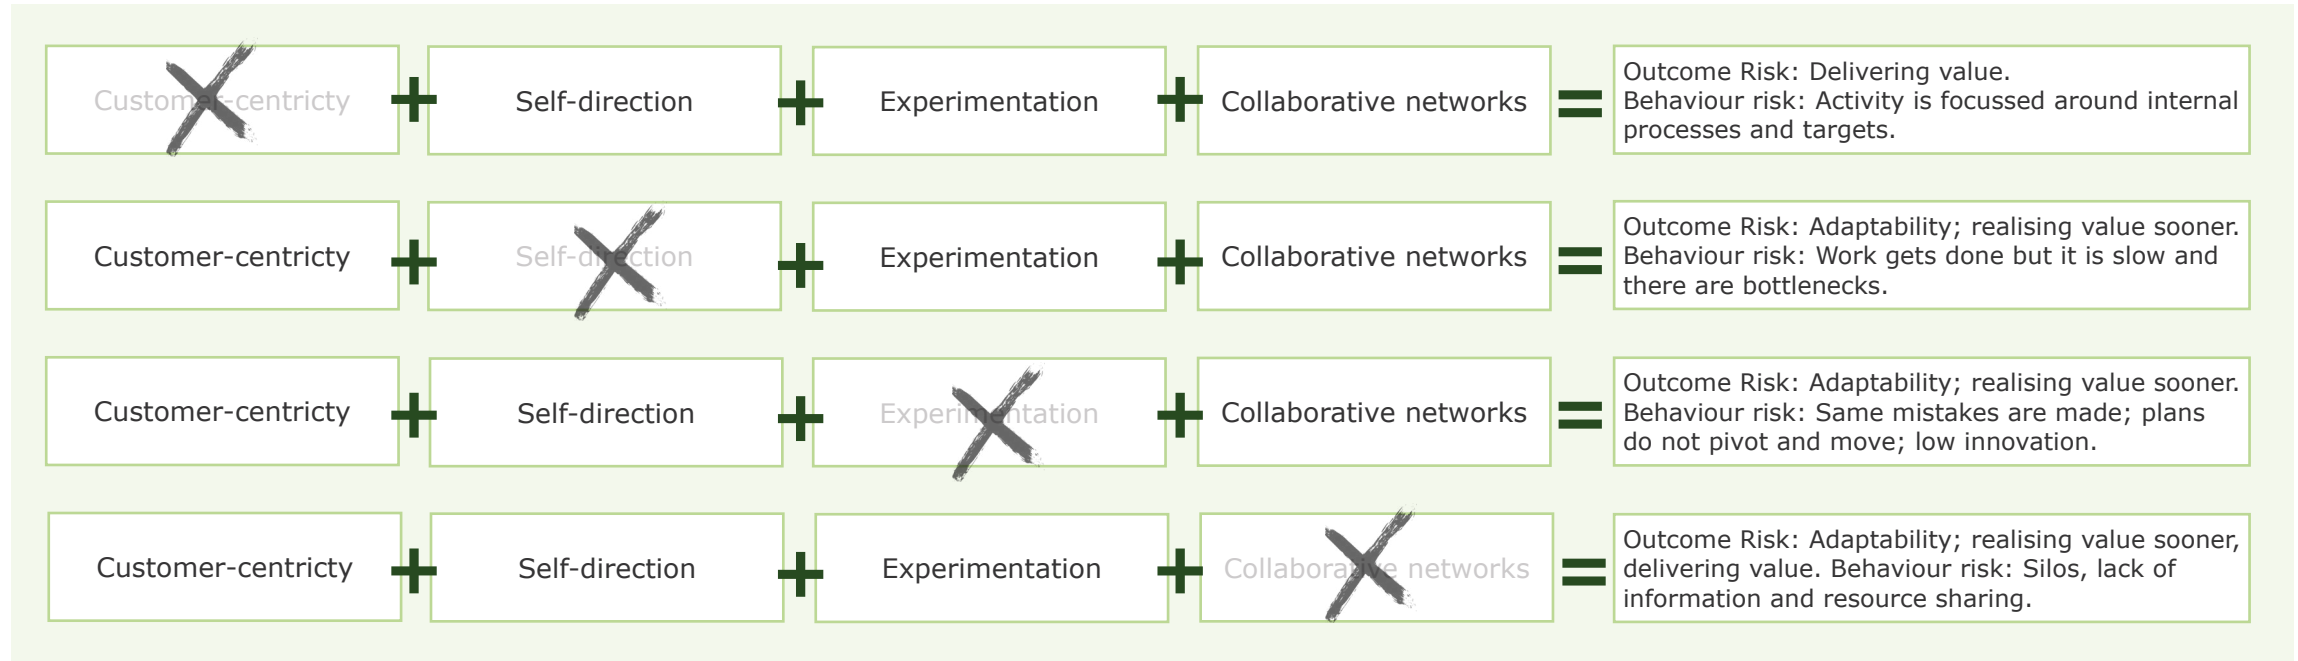 Customer-centricty + Self-direction + Experimentation + Collaborative networks =
Outcome Risk: Delivering value.
Behaviour risk: Activity is focussed around internal
processes and targets.
Customer-centricty + Self-direction + Experimentation + Collaborative networks =
Outcome Risk: Adaptability; realising value sooner.
Behaviour risk: Work gets done but it is slow and
there are bottlenecks.
Customer-centricty + Self-direction + Experimentation + Collaborative networks =
Outcome Risk: Adaptability; realising value sooner.
Behaviour risk: Same mistakes are made; plans
do not pivot and move; low innovation.
Customer-centricty + Self-direction + Experimentation + Collaborative networks =
Outcome Risk: Adaptability; realising value sooner,
delivering value. Behaviour risk: Silos, lack of
information and resource sharing.